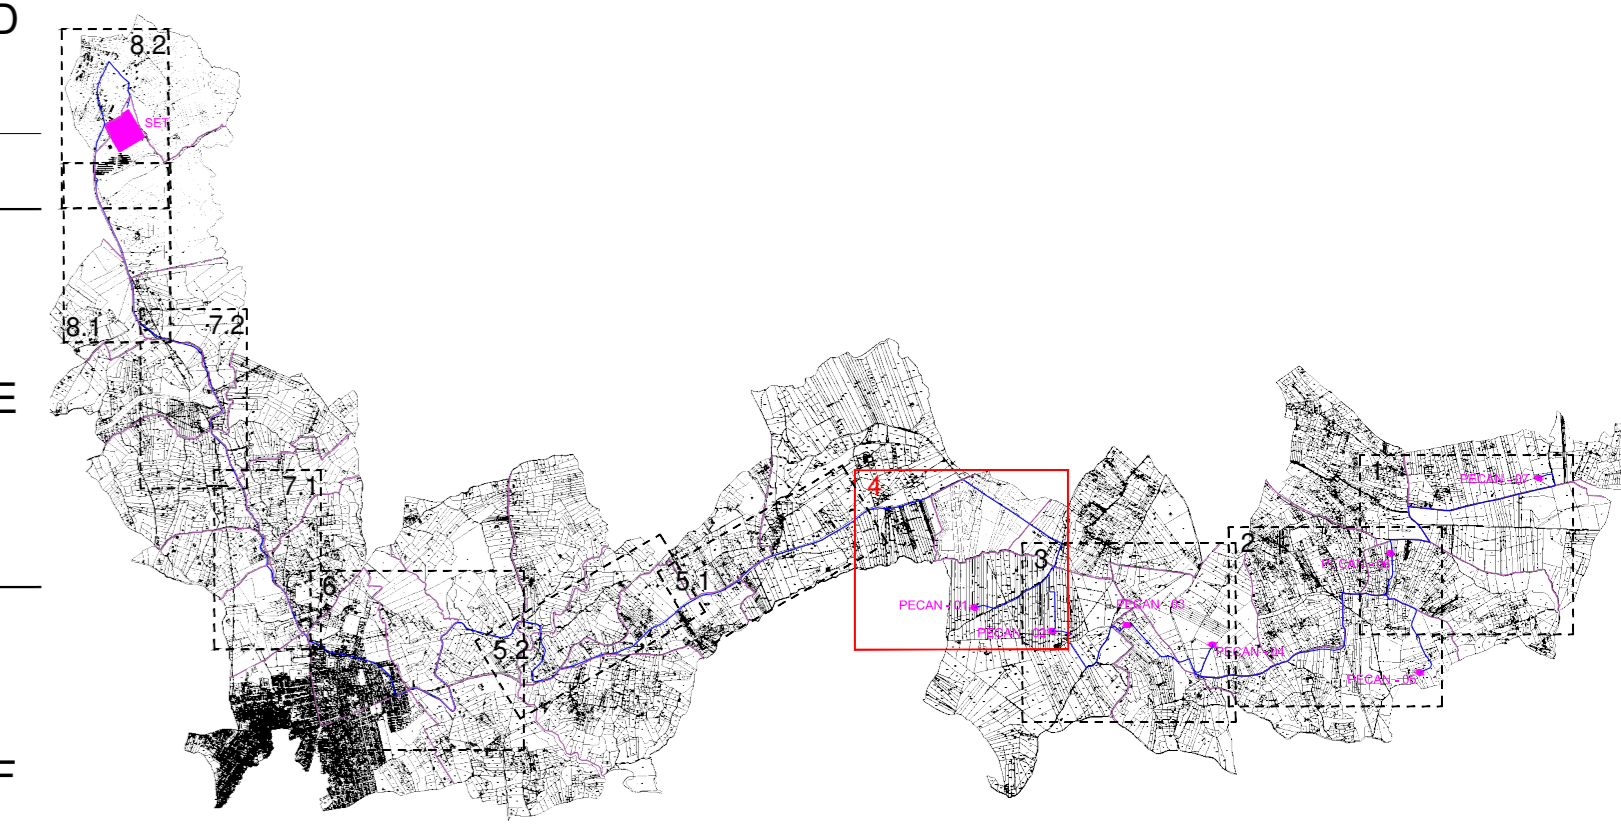 D
8.2
SET
8.1
7.2
E
7.1
4
1
PECAN - 07
5.1
6
3
2
PECAN - 01
PECAN - 03
PECAN - 02
5.2
PECAN - 04
PECAN - 05
F